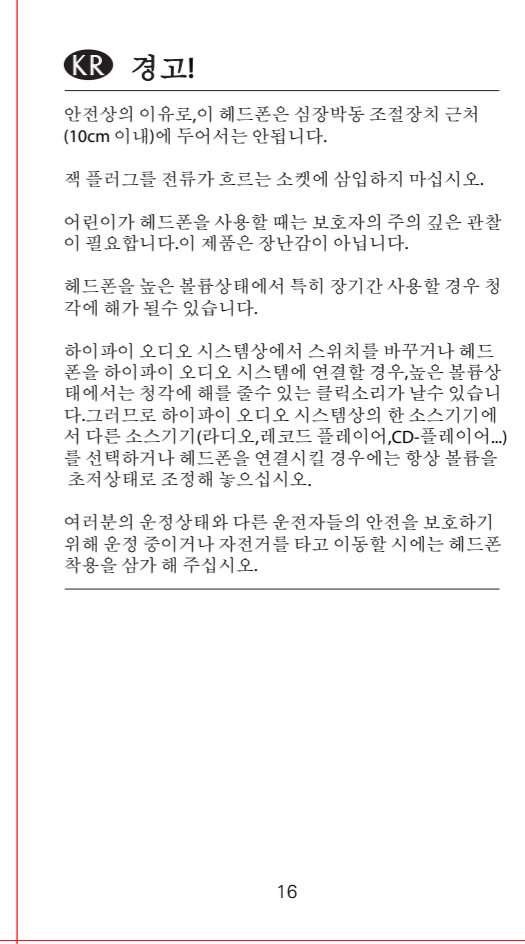 KR 경고!
안전상의 이유로,이 헤드폰은 심장박동 조절장치 근처
(10cm 이내)에 두어서는 안됩니다.
잭 플러그를 전류가 흐르는 소켓에 삽입하지 마십시오.
어린이가 헤드폰을 사용할 때는 보호자의 주의 깊은 관찰
이 필요합니다.이 제품은 장난감이 아닙니다.
헤드폰을 높은 볼륨상태에서 특히 장기간 사용할 경우 청
각에 해가 될수 있습니다.
하이파이 오디오 시스템상에서 스위치를 바꾸거나 헤드
폰을 하이파이 오디오 시스템에 연결할 경우,높은 볼륨상
태에서는 청각에 해를 줄수 있는 클릭소리가 날수 있습니
다.그러므로 하이파이 오디오 시스템상의 한 소스기기에
서 다른 소스기기(라디오,레코드 플레이어,CD-플레이어...)
를 선택하거나 헤드폰을 연결시킬 경우에는 항상 볼륨을
초저상태로 조정해 놓으십시오.
여러분의 운정상태와 다른 운전자들의 안전을 보호하기
위해 운정 중이거나 자전거를 타고 이동할 시에는 헤드폰
착용을 삼가 해 주십시오.
16